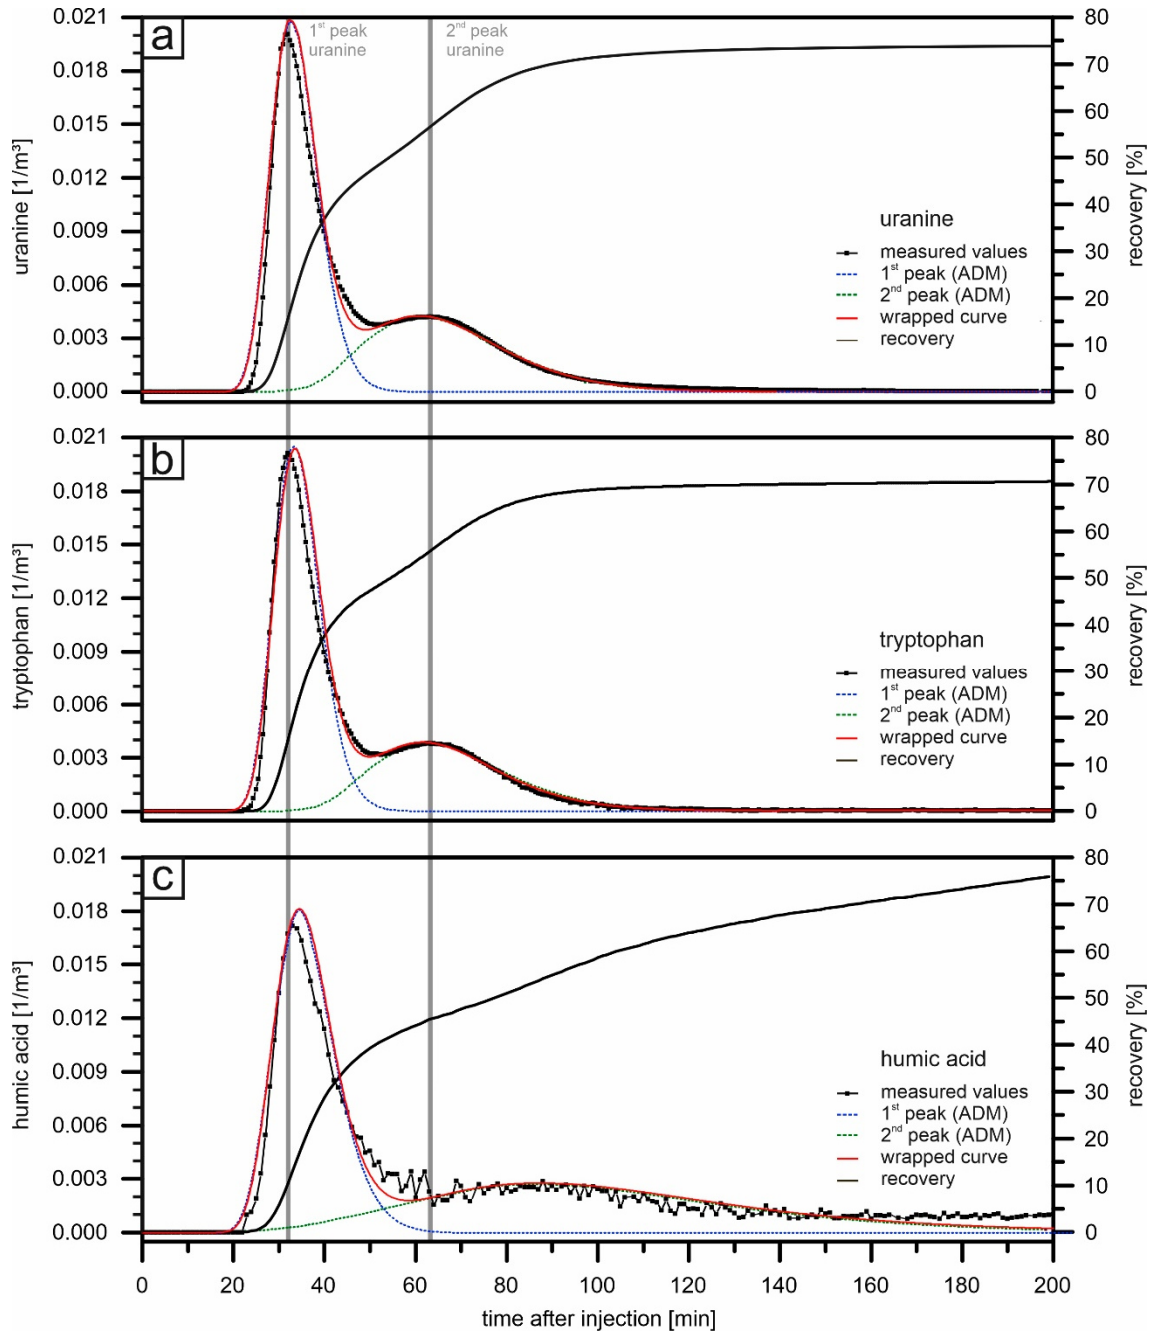 a
1st peak
uranine
2nd peak
uranine
0.021
0.018
0.015
0.012
0.009
0.006
0.003
0.000
uranine [1/m³]
80
70
60
50
40
30
20
10
0
recovery [%]
uranine
measured values
1st peak (ADM)
2nd peak (ADM)
wrapped curve
recovery
b
0.021
0.018
0.015
0.012
0.009
0.006
0.003
0.000
tryptophan [1/m³]
80
70
60
50
40
30
20
10
0
recovery [%]
tryptophan
measured values
1st peak (ADM)
2nd peak (ADM)
wrapped curve
recovery
c
0.021
0.018
0.015
0.012
0.009
0.006
0.003
0.000
humic acid [1/m³]
80
70
60
50
40
30
20
10
0
recovery [%]
humic acid
measured values
1st peak (ADM)
2nd peak (ADM)
wrapped curve
recovery
0 20 40 60 80 100 120 140 160 180 200
time after injection [min]